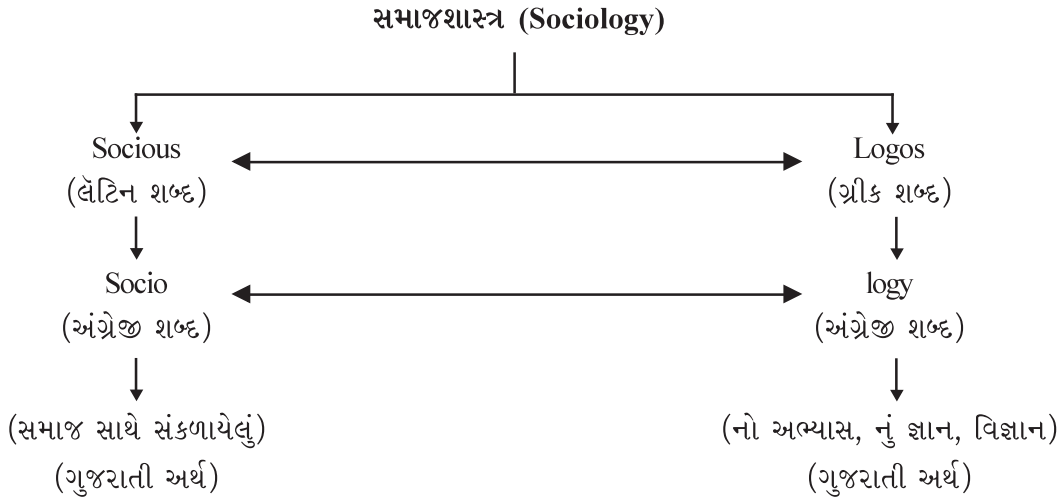 સમાજશાસ્ત્ર (Sociology)
Socious
(લૅટિન શબ્દ)
Logos
(ગ્રીક શબ્દ)
Socio
(અંગ્રેજી શબ્દ)
logy
(અંગ્રેજી શબ્દ)
(સમાજ સાથે સંકળાયેલું)
(ગુજરાતી અર્થ)
(નો અભ્યાસ, નું જ્ઞાન, વિજ્ઞાન)
(ગુજરાતી અર્થ)